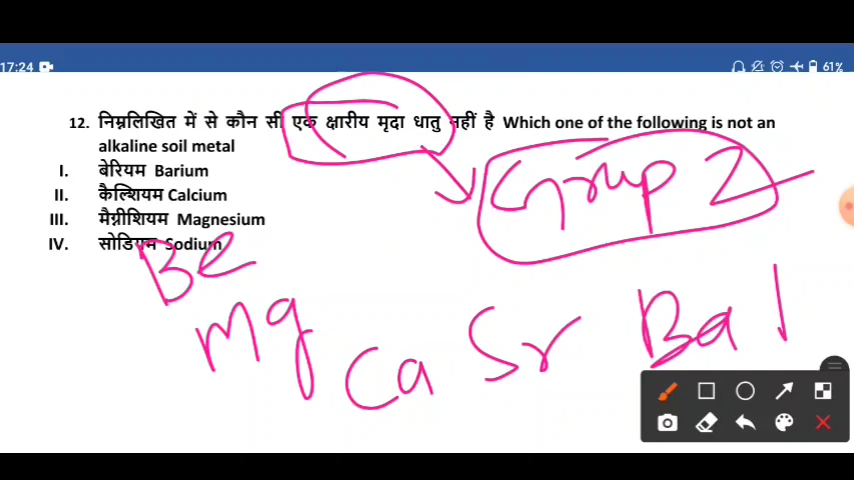 17:24 61%
12. निम्नलिखित में से कौन सी एक क्षारीय मृदा धातु नहीं है Which one of the following is not an
alkaline soil metal
I. बेरियम Barium
II. कैल्शियम Calcium
III. मैग्नीशियम Magnesium
IV. सोडियम Sodium
Grup 2
Be
Mg
Ca Sr Ba